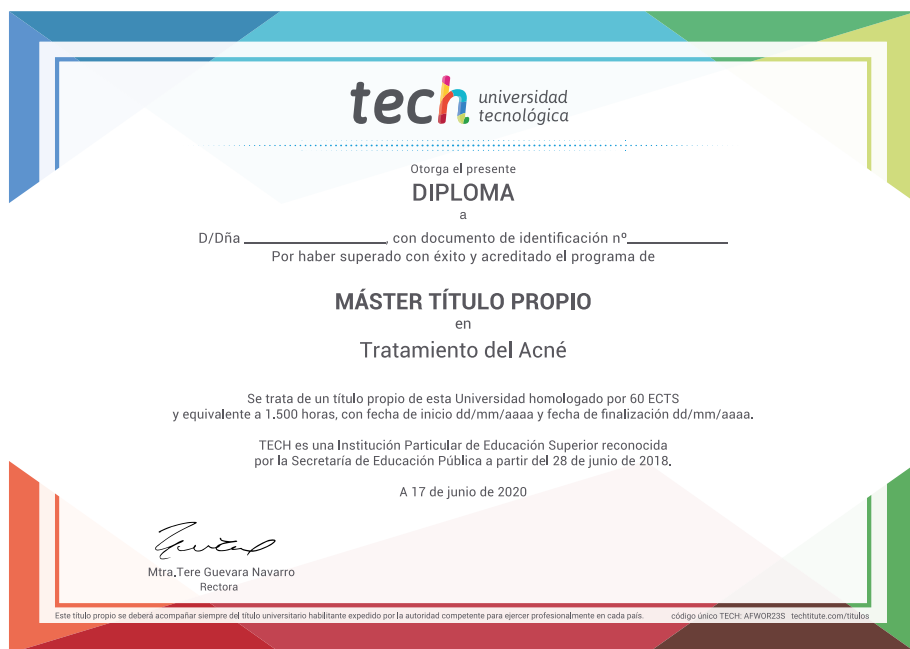 tech universidad
tecnológica
Otorga el presente
DIPLOMA
a
D/Dña ____________________, con documento de identificación nº______________
Por haber superado con éxito y acreditado el programa de
MÁSTER TÍTULO PROPIO
en
Tratamiento del Acné
Se trata de un título propio de esta Universidad homologado por 60 ECTS
y equivalente a 1.500 horas, con fecha de inicio dd/mm/aaaa y fecha de finalización dd/mm/aaaa.
TECH es una Institución Particular de Educación Superior reconocida
por la Secretaría de Educación Pública a partir del 28 de junio de 2018.
A 17 de junio de 2020
Mtra.Tere Guevara Navarro
Rectora
Este título propio se deberá acompañar siempre del título universitario habilitante expedido por la autoridad competente para ejercer profesionalmente en cada país. código único TECH: AFWOR23S techtitute.com/titulos